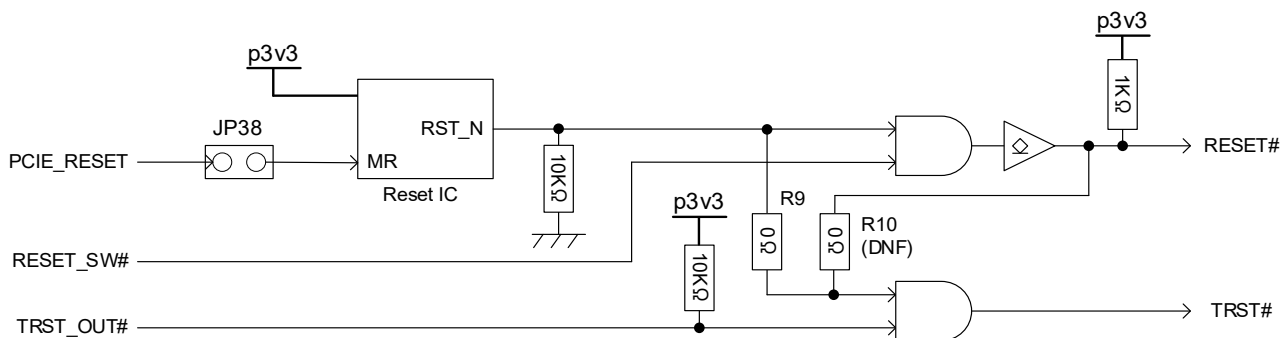 p3v3
p3v3
JP38
RST_N
1KΩ
PCIE_RESET
MR
RESET#
Reset IC
10KΩ
p3v3
R9
R10
(DNF)
0Ω
0Ω
RESET_SW#
10KΩ
TRST_OUT#
TRST#